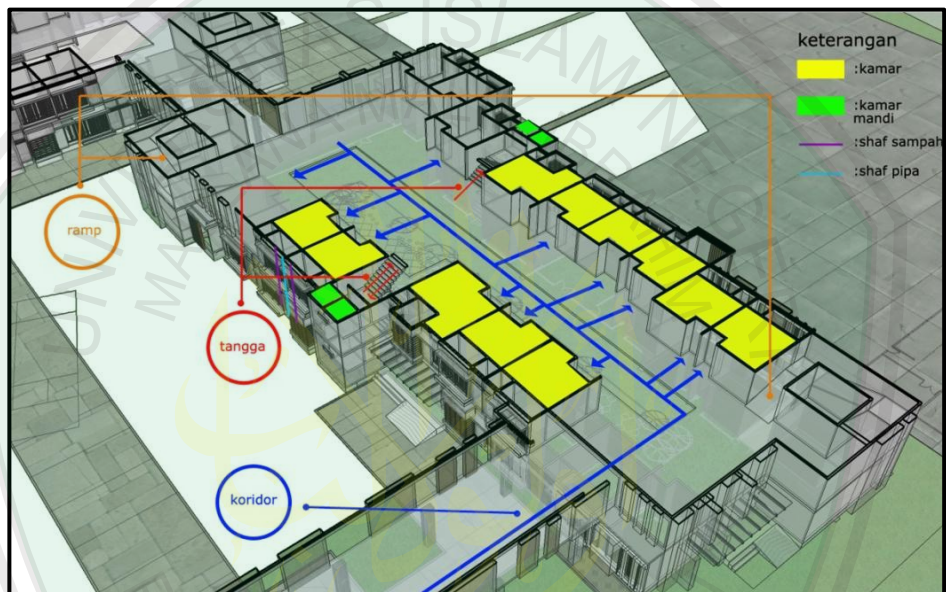 keterangan
:kamar
:kamar
mandi
:shaf sampah
:shaf pipa
ramp
tangga
koridor